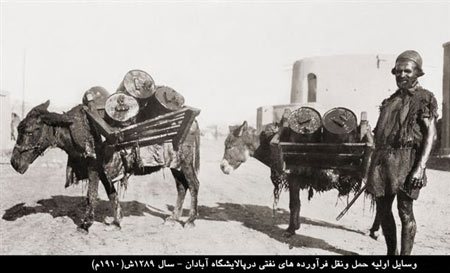 وسایل اولیه حمل ونقل فرآورده های نفتی درپالایشگاه آبادان - سال ۱۲۸۹ش(۱۹۱۰م)